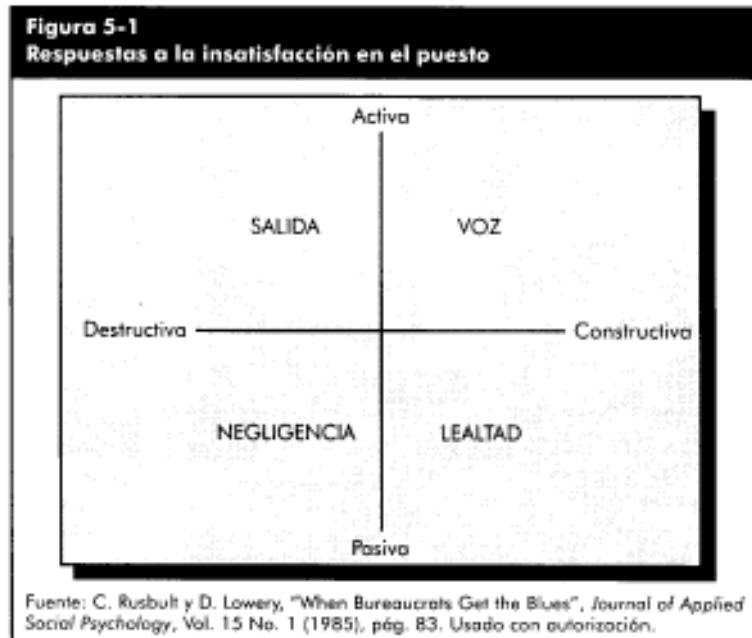 Figura 5-1
Respuestas a la insatisfacción en el puesto
Activa
SALIDA VOZ
Destructiva Constructiva
NEGLIGENCIA LEALTAD
Pasiva
Fuente: C. Rusbult y D. Lowery, "When Bureaucrats Get the Blues", Journal of Applied
Social Psychology, Vol. 15 No. 1 (1985), pág. 83. Usado con autorización.